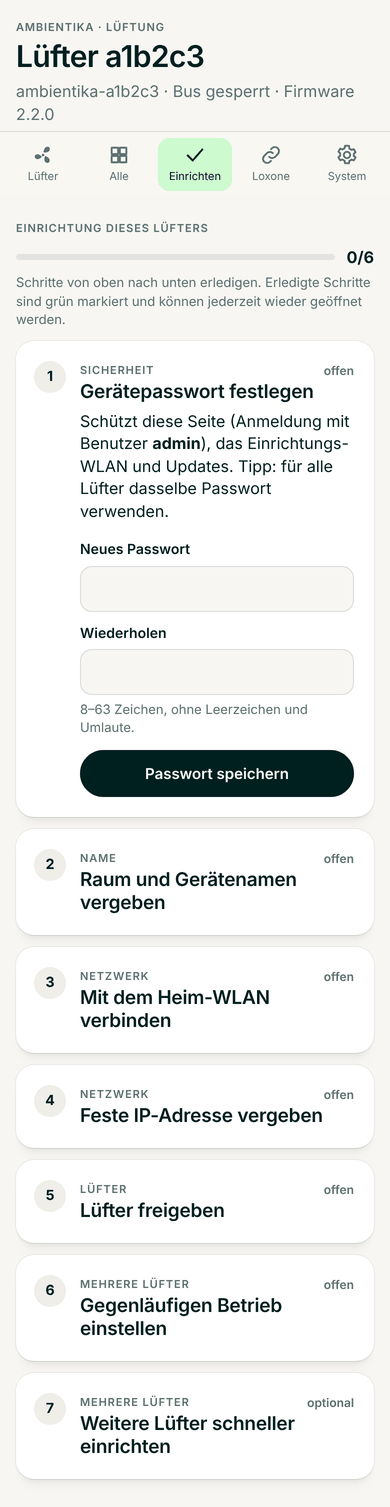 AMBIENTIKA · LÜFTUNG
Lüfter a1b2c3
ambientika-a1b2c3 · Bus gesperrt · Firmware
2.2.0
Lüfter
Alle
Einrichten
Loxone
System
EINRICHTUNG DIESES LÜFTERS
0/6
Schritte von oben nach unten erledigen. Erledigte Schritte
sind grün markiert und können jederzeit wieder geöffnet
werden.
1
SICHERHEIT
offen
Gerätepasswort festlegen
Schützt diese Seite (Anmeldung mit
Benutzer admin), das Einrichtungs-
WLAN und Updates. Tipp: für alle
Lüfter dasselbe Passwort
verwenden.
Neues Passwort
Wiederholen
8–63 Zeichen, ohne Leerzeichen und
Umlaute.
Passwort speichern
2
NAME
offen
Raum und Gerätenamen
vergeben
3
NETZWERK
offen
Mit dem Heim-WLAN
verbinden
4
NETZWERK
offen
Feste IP-Adresse vergeben
5
LÜFTER
offen
Lüfter freigeben
6
MEHRERE LÜFTER
offen
Gegenläufigen Betrieb
einstellen
7
MEHRERE LÜFTER
optional
Weitere Lüfter schneller
einrichten